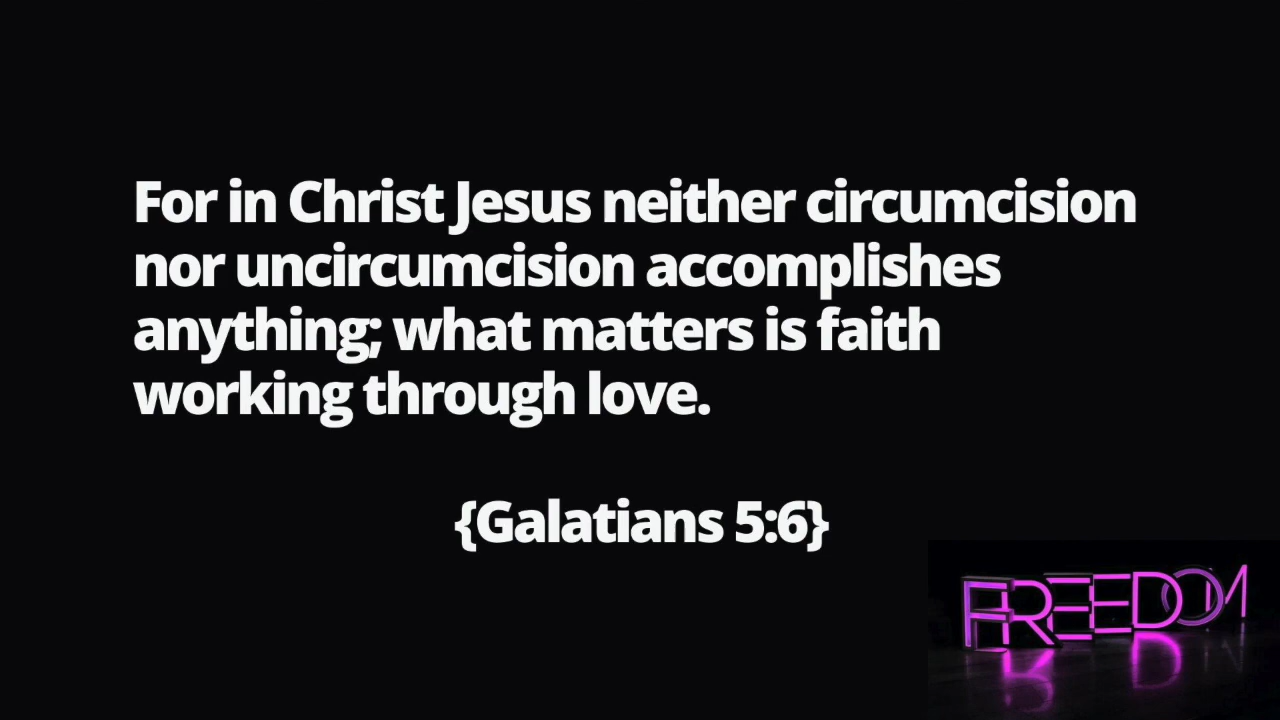 For in Christ Jesus neither circumcision
nor uncircumcision accomplishes
anything; what matters is faith
working through love.
{Galatians 5:6}
FREEDOM